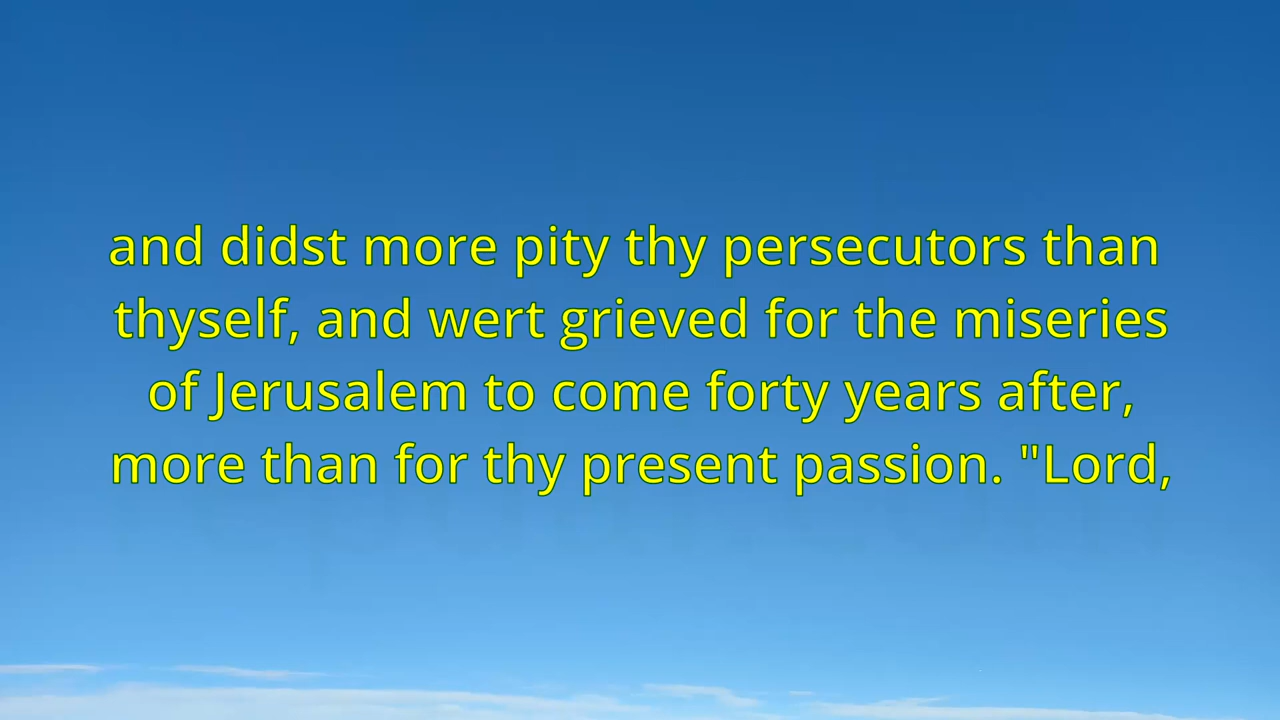 and didst more pity thy persecutors than
thyself, and wert grieved for the miseries
of Jerusalem to come forty years after,
more than for thy present passion. "Lord,